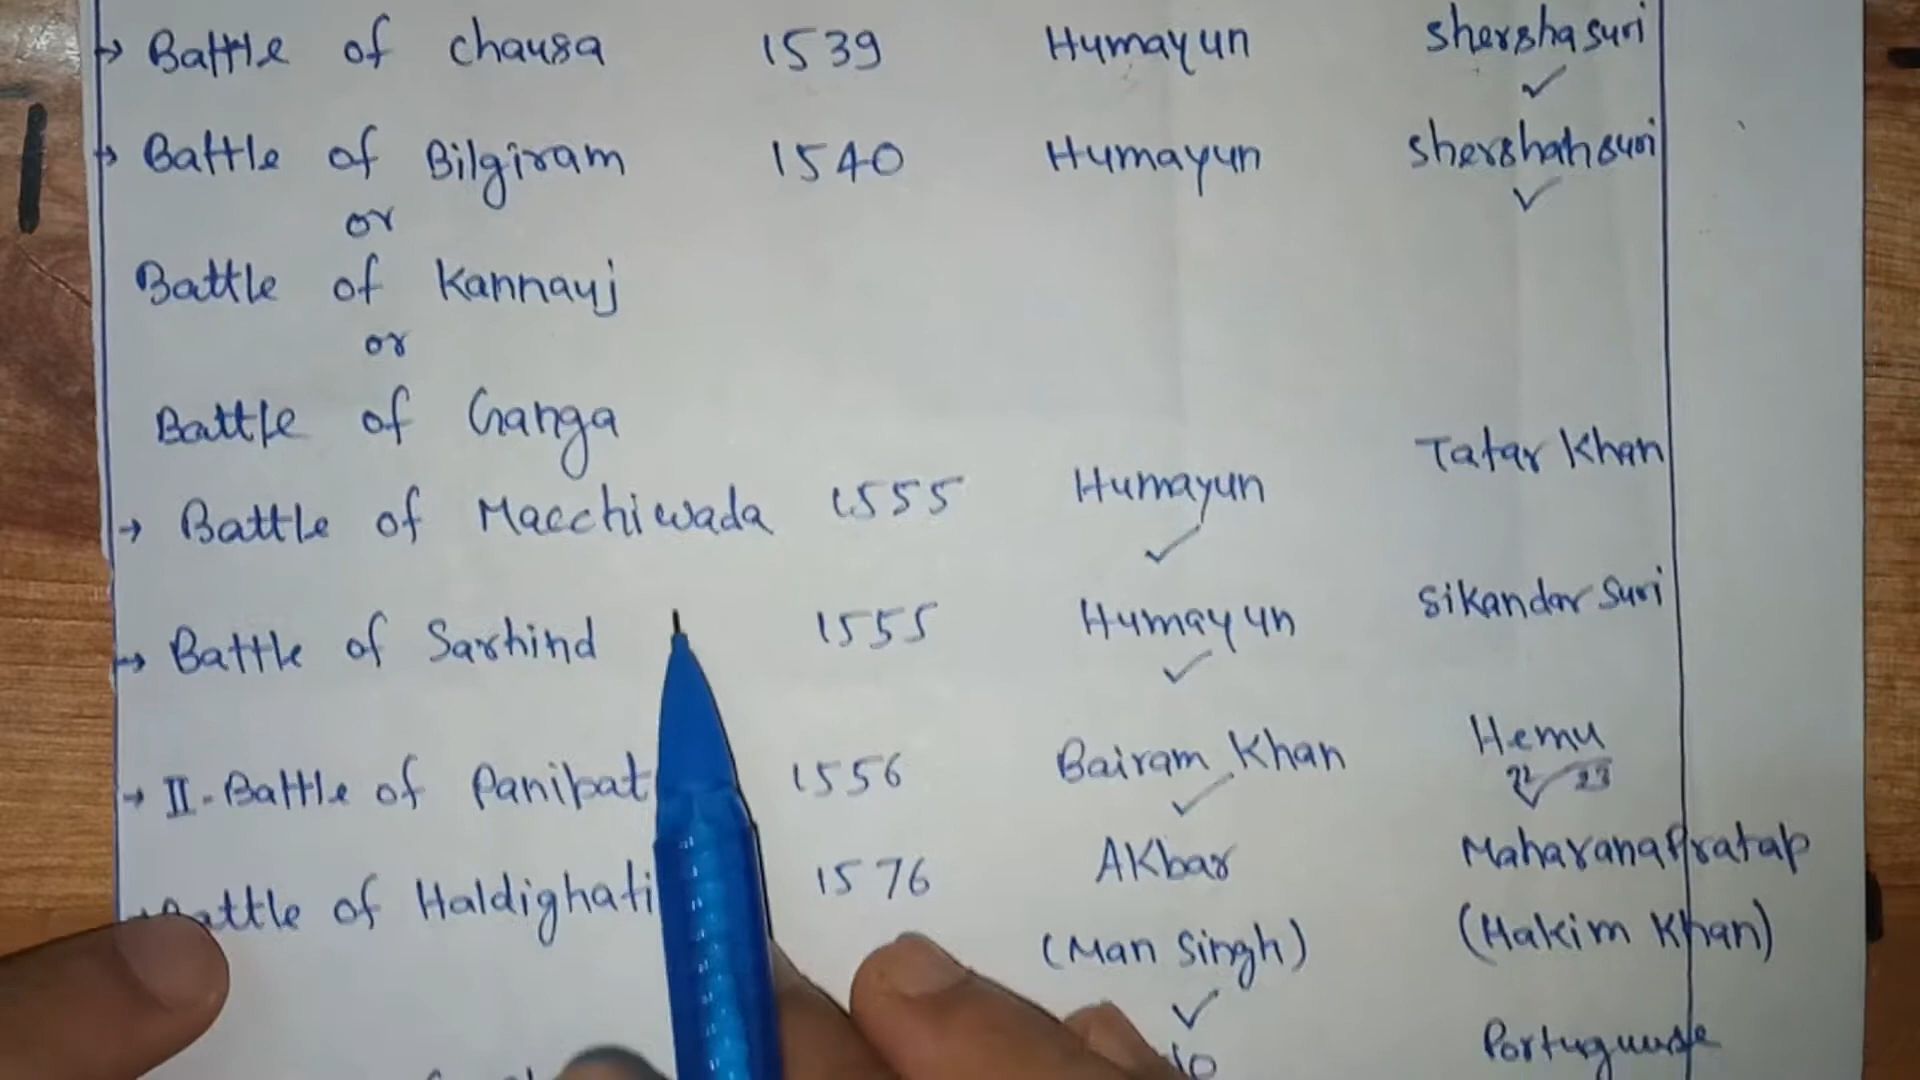 → Battle of Chausa 1539 Humayun shershasuri ✓
→ Battle of Bilgiram 1540 Humayun shershahsuri ✓
or
Battle of Kannauj
or
Battle of Ganga
→ Battle of Macchiwada 1555 Humayun ✓ Tatar Khan
→ Battle of Sarhind 1555 Humayun ✓ Sikandar Suri
→ II - Battle of Panipat 1556 Bairam Khan ✓ Hemu
22 23
Battle of Haldighati 1576 Akbar Maharana Pratap
(Man Singh) ✓ (Hakim Khan)
Portuguese